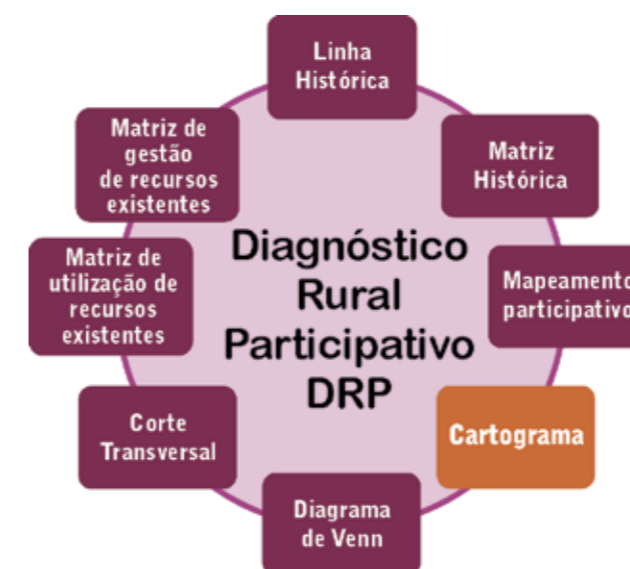 Linha
Histórica
Matriz de
gestão
de recursos
existentes
Matriz
Histórica
Diagnóstico
Rural
Participativo
DRP
Matriz de
utilização de
recursos
existentes
Mapeamento
participativo
Corte
Transversal
Cartograma
Diagrama
de Venn